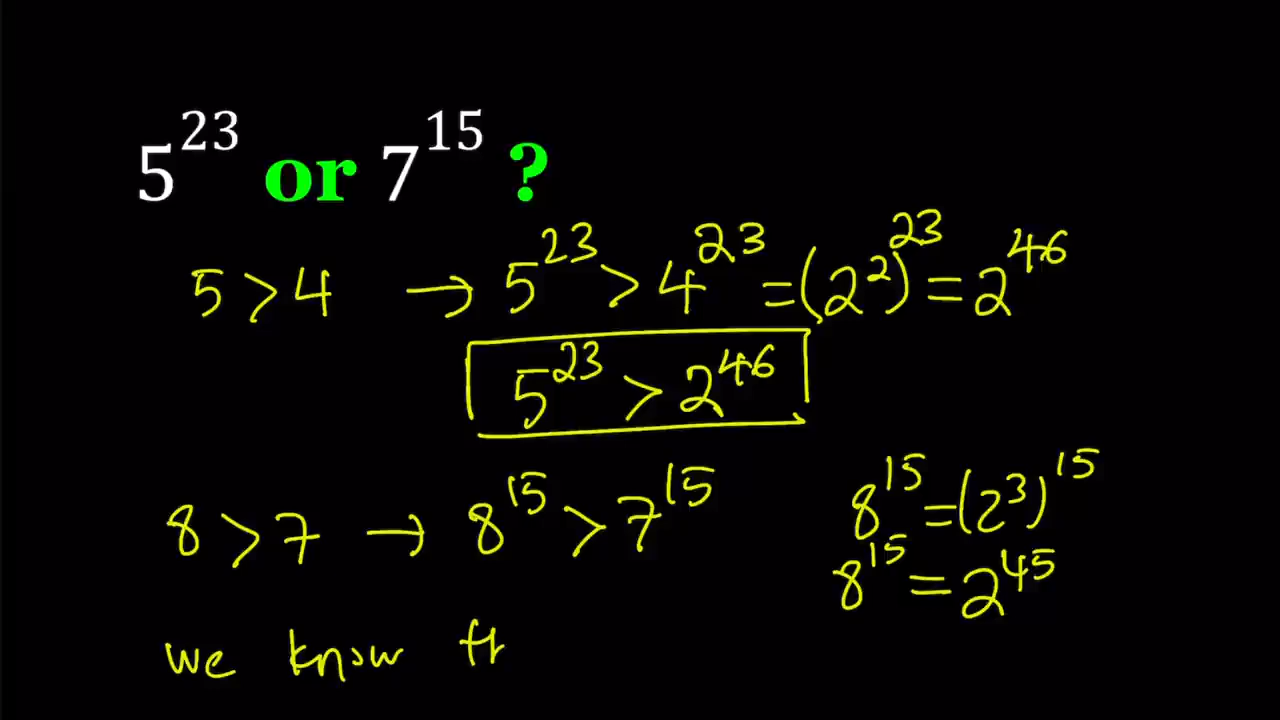 5^23 or 7^15 ?
5 > 4 → 5^23 > 4^23 = (2^2)^23 = 2^46
5^23 > 2^46
8 > 7 → 8^15 > 7^15
8^15 = (2^3)^15
8^15 = 2^45
we know th